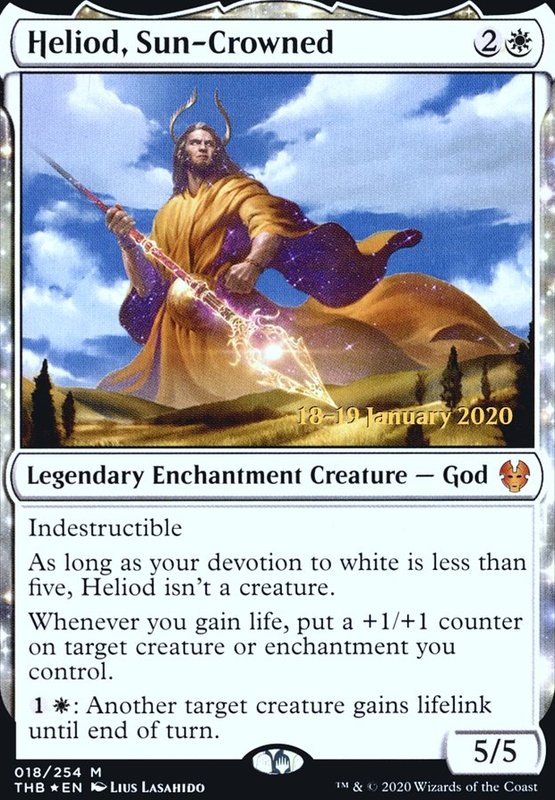 Heliod, Sun-Crowned 2
18-19 January 2020
Legendary Enchantment Creature — God
Indestructible
As long as your devotion to white is less than
five, Heliod isn't a creature.
Whenever you gain life, put a +1/+1 counter
on target creature or enchantment you
control.
1 : Another target creature gains lifelink
until end of turn.
5/5
018/254 M
THB ★ EN Lius Lasahido
™ & © 2020 Wizards of the Coast